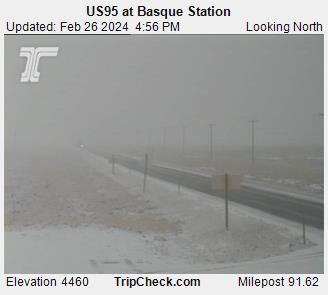 US95 at Basque Station
Updated: Feb 26 2024 4:56 PM Looking North
Elevation 4460 TripCheck.com Milepost 91.62